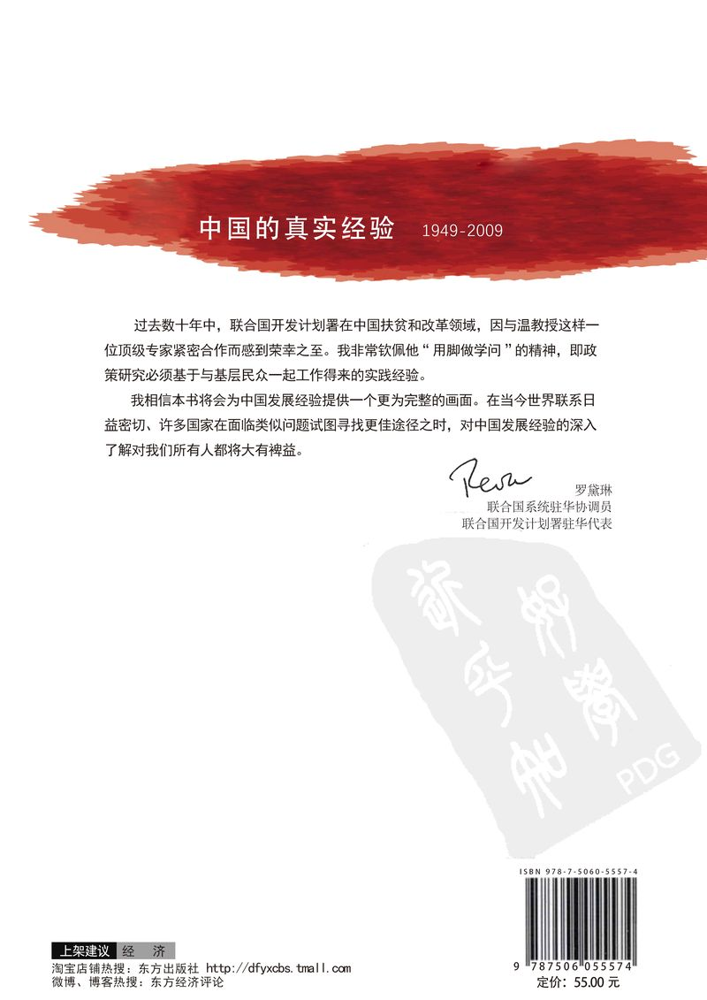 中国的真实经验 1949-2009
过去数十年中，联合国开发计划署在中国扶贫和改革领域，因与温教授这样一
位顶级专家紧密合作而感到荣幸之至。我非常钦佩他“用脚做学问”的精神，即政
策研究必须基于与基层民众一起工作得来的实践经验。
我相信本书将会为中国发展经验提供一个更为完整的画面。在当今世界联系日
益密切、许多国家在面临类似问题试图寻找更佳途径之时，对中国发展经验的深入
了解对我们所有人都将大有裨益。
罗黛琳
联合国系统驻华协调员
联合国开发计划署驻华代表
好学
PDG
ISBN 978-7-5060-5557-4
9 787506 055574
定价：55.00 元
上架建议 经 济
淘宝店铺热搜：东方出版社 http://dfyxcbs.tmall.com
微博、博客热搜：东方经济评论